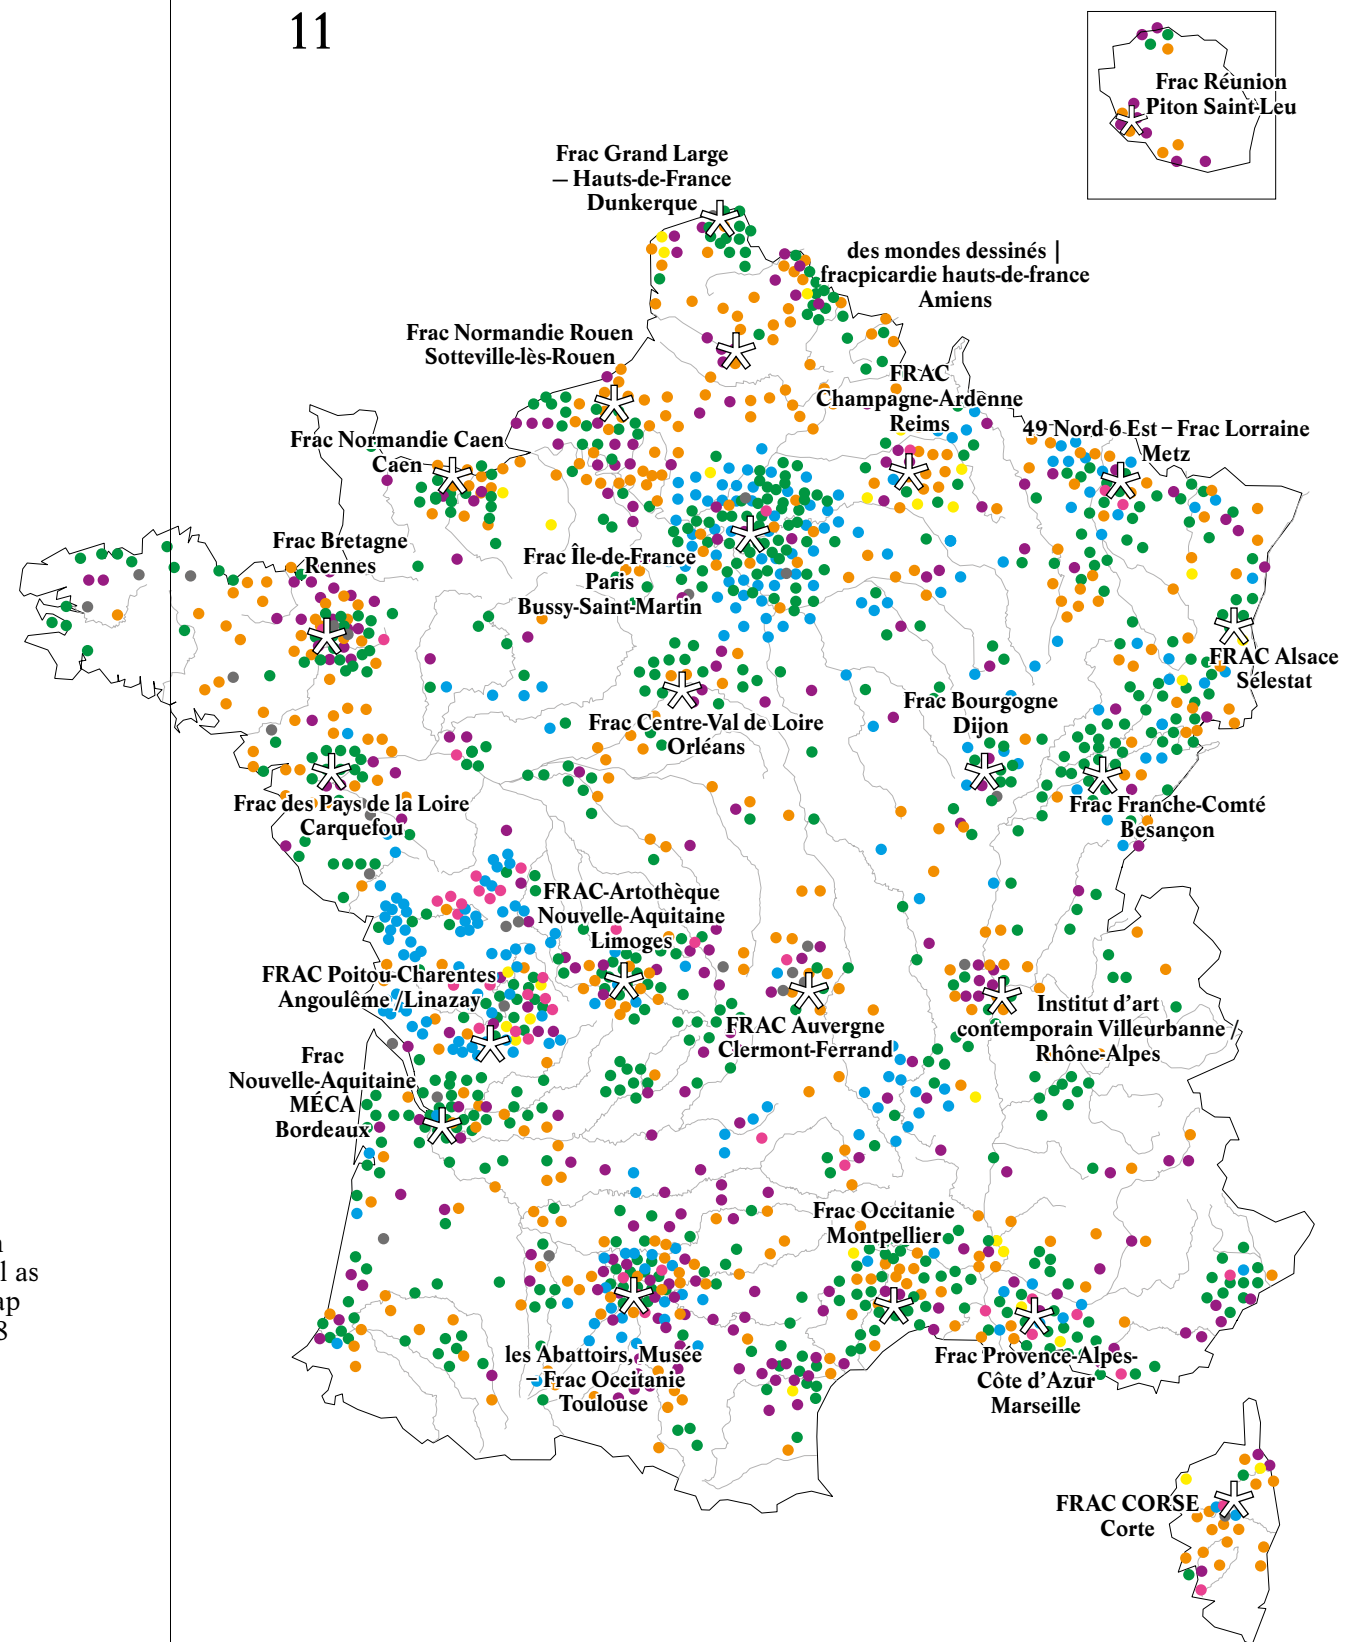 11
Frac Réunion
Piton Saint-Leu
Frac Grand Large
— Hauts-de-France
Dunkerque
des mondes dessinés |
fracpicardie hauts-de-france
Amiens
Frac Normandie Rouen
Sotteville-lès-Rouen
FRAC
Champagne-Ardenne
Reims
49 Nord 6 Est – Frac Lorraine
Metz
Frac Normandie Caen
Caen
Frac Bretagne
Rennes
Frac Île-de-France
Paris
Bussy-Saint-Martin
FRAC Alsace
Sélestat
Frac Centre-Val de Loire
Orléans
Frac Bourgogne
Dijon
Frac des Pays de la Loire
Carquefou
Frac Franche-Comté
Besançon
FRAC-Artothèque
Nouvelle-Aquitaine
Limoges
FRAC Poitou-Charentes
Angoulême /Linazay
FRAC Auvergne
Clermont-Ferrand
Institut d’art
contemporain Villeurbanne /
Rhône-Alpes
Frac
Nouvelle-Aquitaine
MÉCA
Bordeaux
Frac Occitanie
Montpellier
l as
ap
8
les Abattoirs, Musée
– Frac Occitanie
Toulouse
Frac Provence-Alpes-
Côte d’Azur
Marseille
FRAC CORSE
Corte